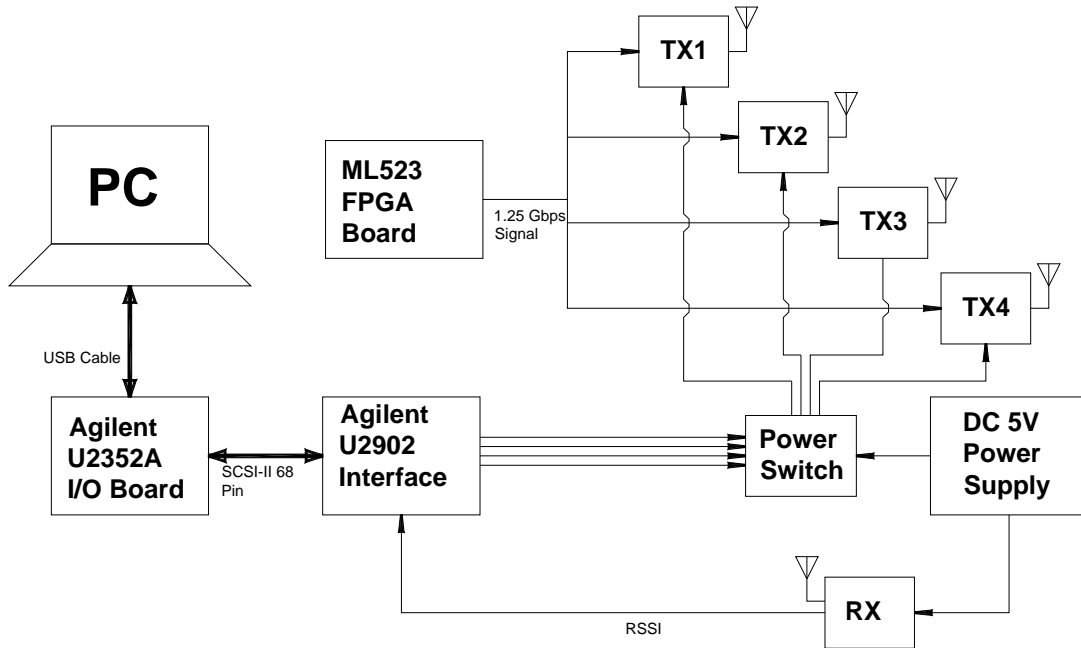 TX1
TX2
TX3
TX4
PC
ML523
FPGA
Board
1.25 Gbps
Signal
USB Cable
Agilent
U2352A
I/O Board
SCSI-II 68
Pin
Agilent
U2902
Interface
Power
Switch
DC 5V
Power
Supply
RX
RSSI